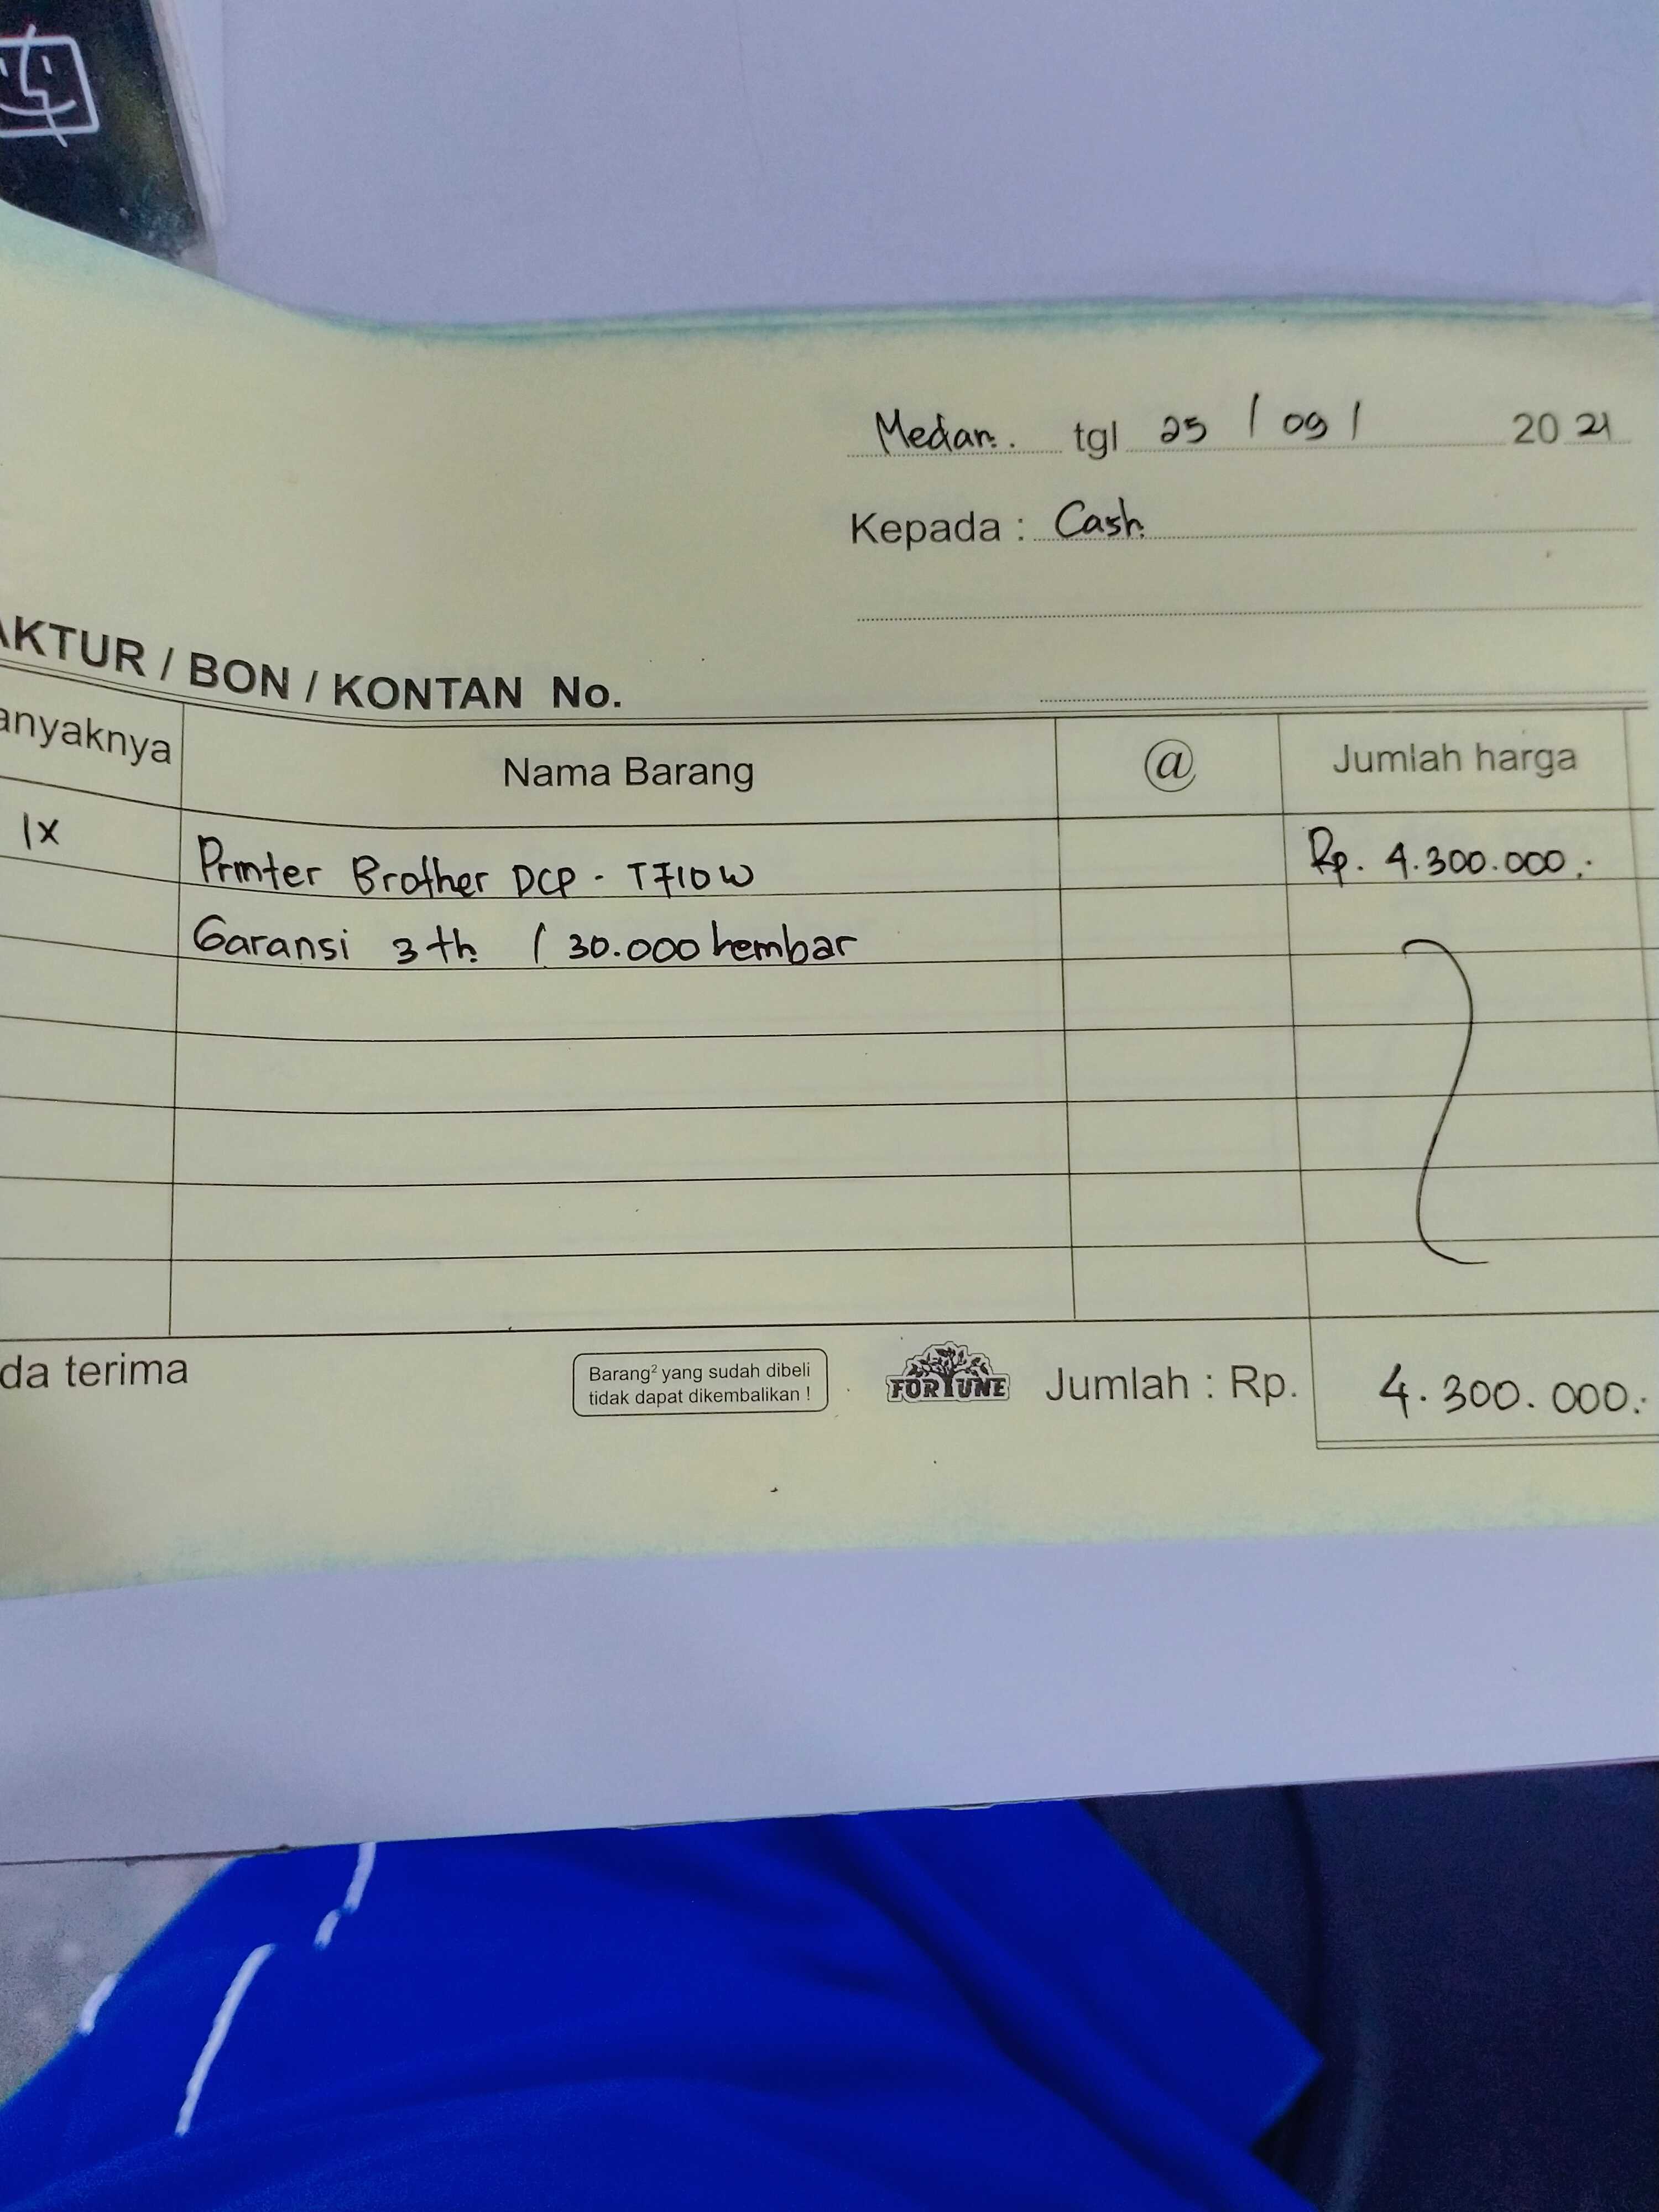 Medan. tgl 25 / 09 / 2021
Kepada : Cash
AKTUR / BON / KONTAN No.
anyaknya Nama Barang @ Jumlah harga
1x Printer Brother DCP - T710W Rp. 4.300.000.-
Garansi 3 th / 30.000 lembar
da terima
Barang² yang sudah dibeli
tidak dapat dikembalikan !
FORTUNE
Jumlah : Rp. 4.300.000.-